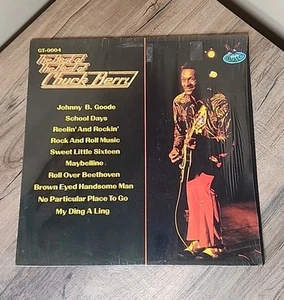 GT-0004
The Best of
The Best of
Chuck Berry
Johnny B. Goode
School Days
Reelin' And Rockin'
Rock And Roll Music
Sweet Little Sixteen
Maybelline
Roll Over Beethoven
Brown Eyed Handsome Man
No Particular Place To Go
My Ding A Ling